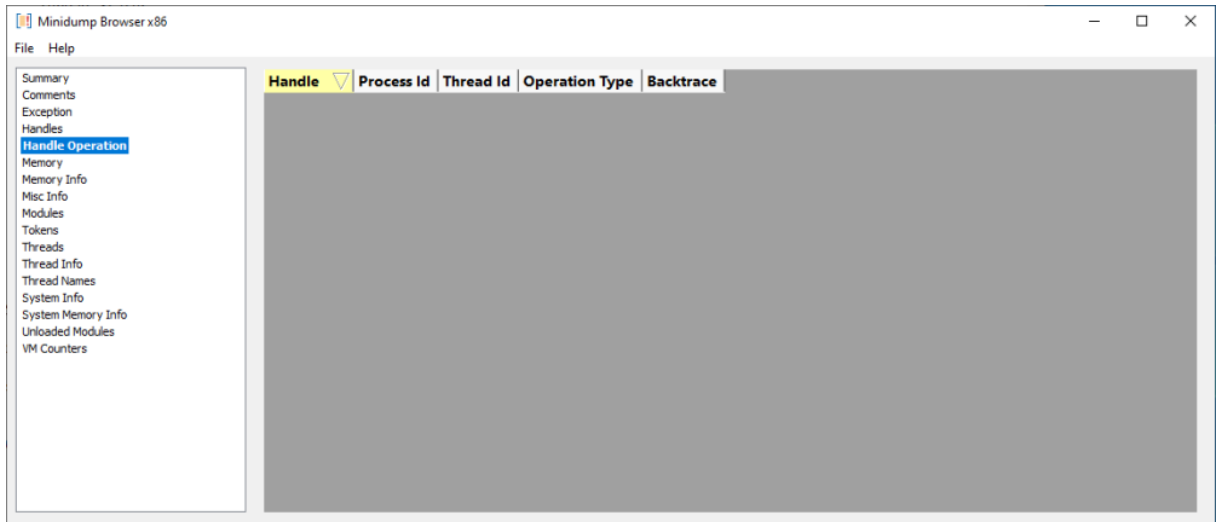 Minidump Browser x86
File Help
Summary
Comments
Exception
Handles
Handle Operation
Memory
Memory Info
Misc Info
Modules
Tokens
Threads
Thread Info
Thread Names
System Info
System Memory Info
Unloaded Modules
VM Counters
Handle Process Id Thread Id Operation Type Backtrace